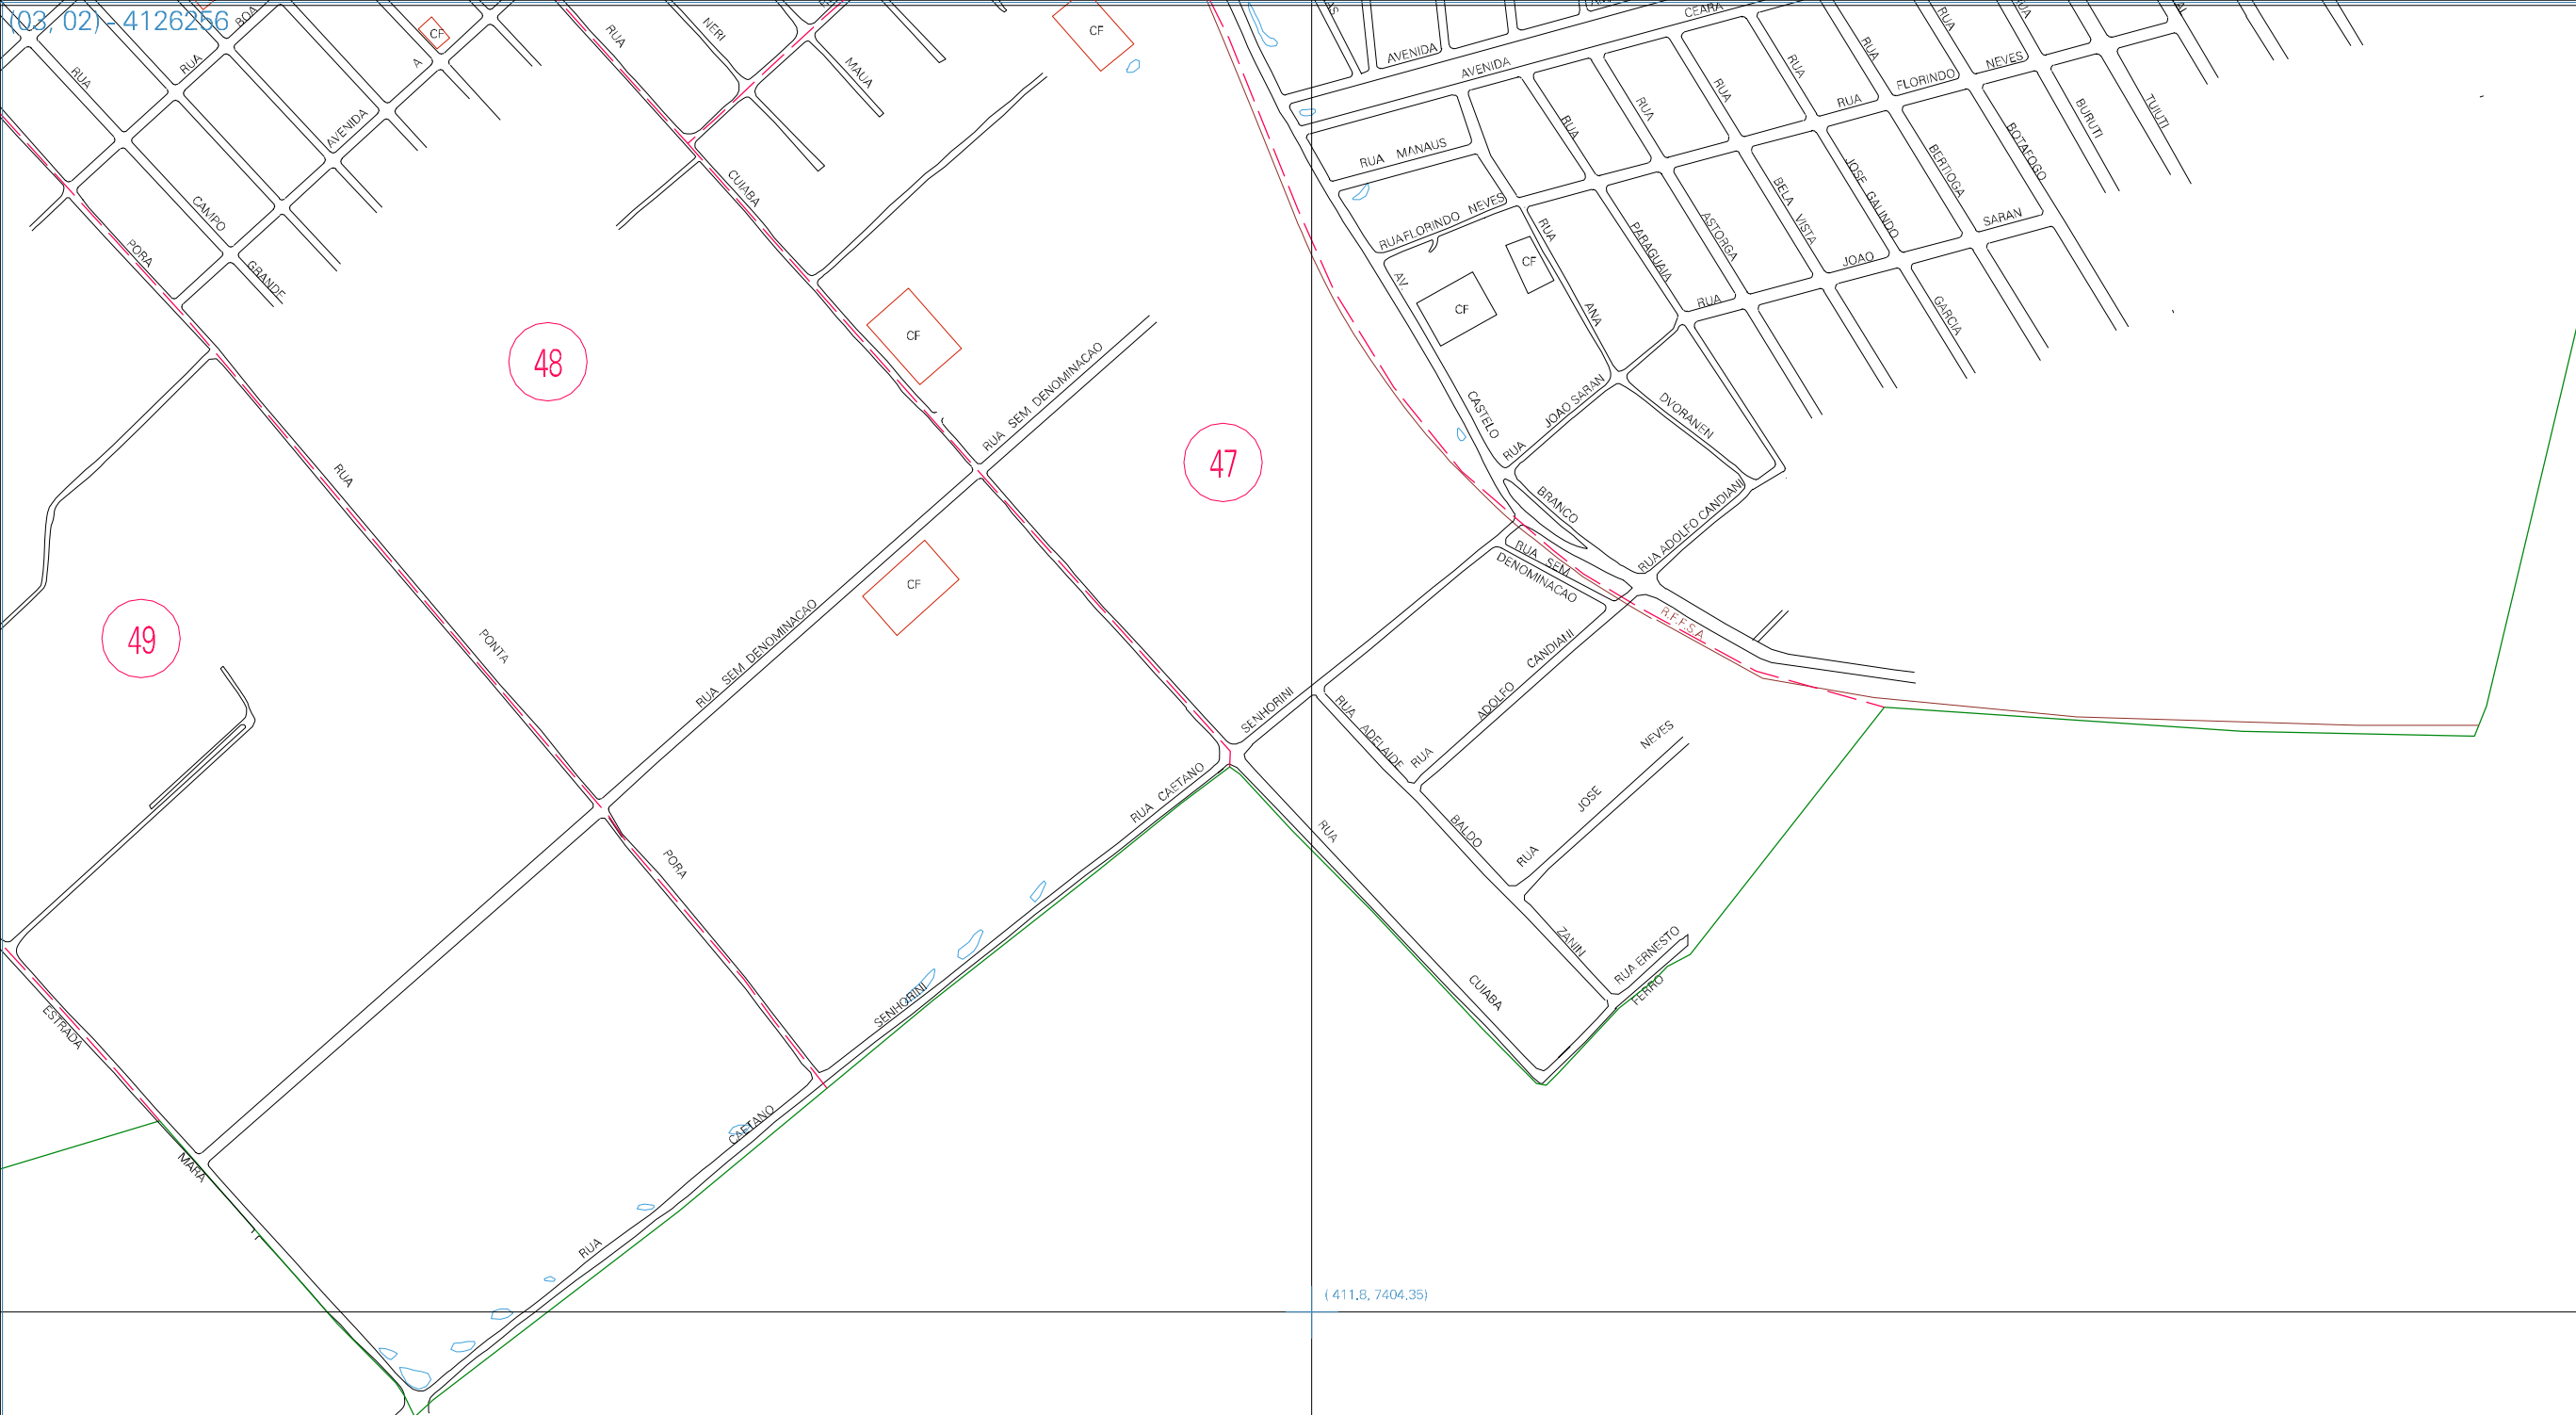 (03, 02) - 4126256
RUA
RUA
BOA
CF
A
AVENIDA
CAMPO
GRANDE
PORA
RUA
NERI
MAUA
CUIABA
CF
AVENIDA
CEARA
AVENIDA
RUA MANAUS
RUA FLORINDO NEVES
RUA
RUA
RUA
RUA
RUA
RUA
RUA
FLORINDO
NEVES
RUA
BURUTI
TUIUTI
BOTAFOGO
BERTIOGA
JOSE GALINDO
BELA VISTA
ASTORGA
PARAGUAIA
RUA
ANA
SARAN
JOAO
RUA
GARCIA
CF
CF
AV.
CASTELO
BRANCO
RUA JOAO SARAN
DVORANEN
RUA ADOLFO CANDIANI
RUA SEM
DENOMINACAO
R.F.F.S.A
48
CF
RUA SEM DENOMINACAO
47
CF
RUA SEM DENOMINACAO
49
RUA
PONTA
PORA
SENHORINI
RUA CAETANO
SENHORINI
CAETANO
RUA
RUA ADELAIDE
BALDO
ZANIN
RUA
ADOLFO
CANDIANI
RUA
JOSE
NEVES
RUA ERNESTO
FERRO
RUA
CUIABA
ESTRADA
MARA
( 411.8, 7404.35)